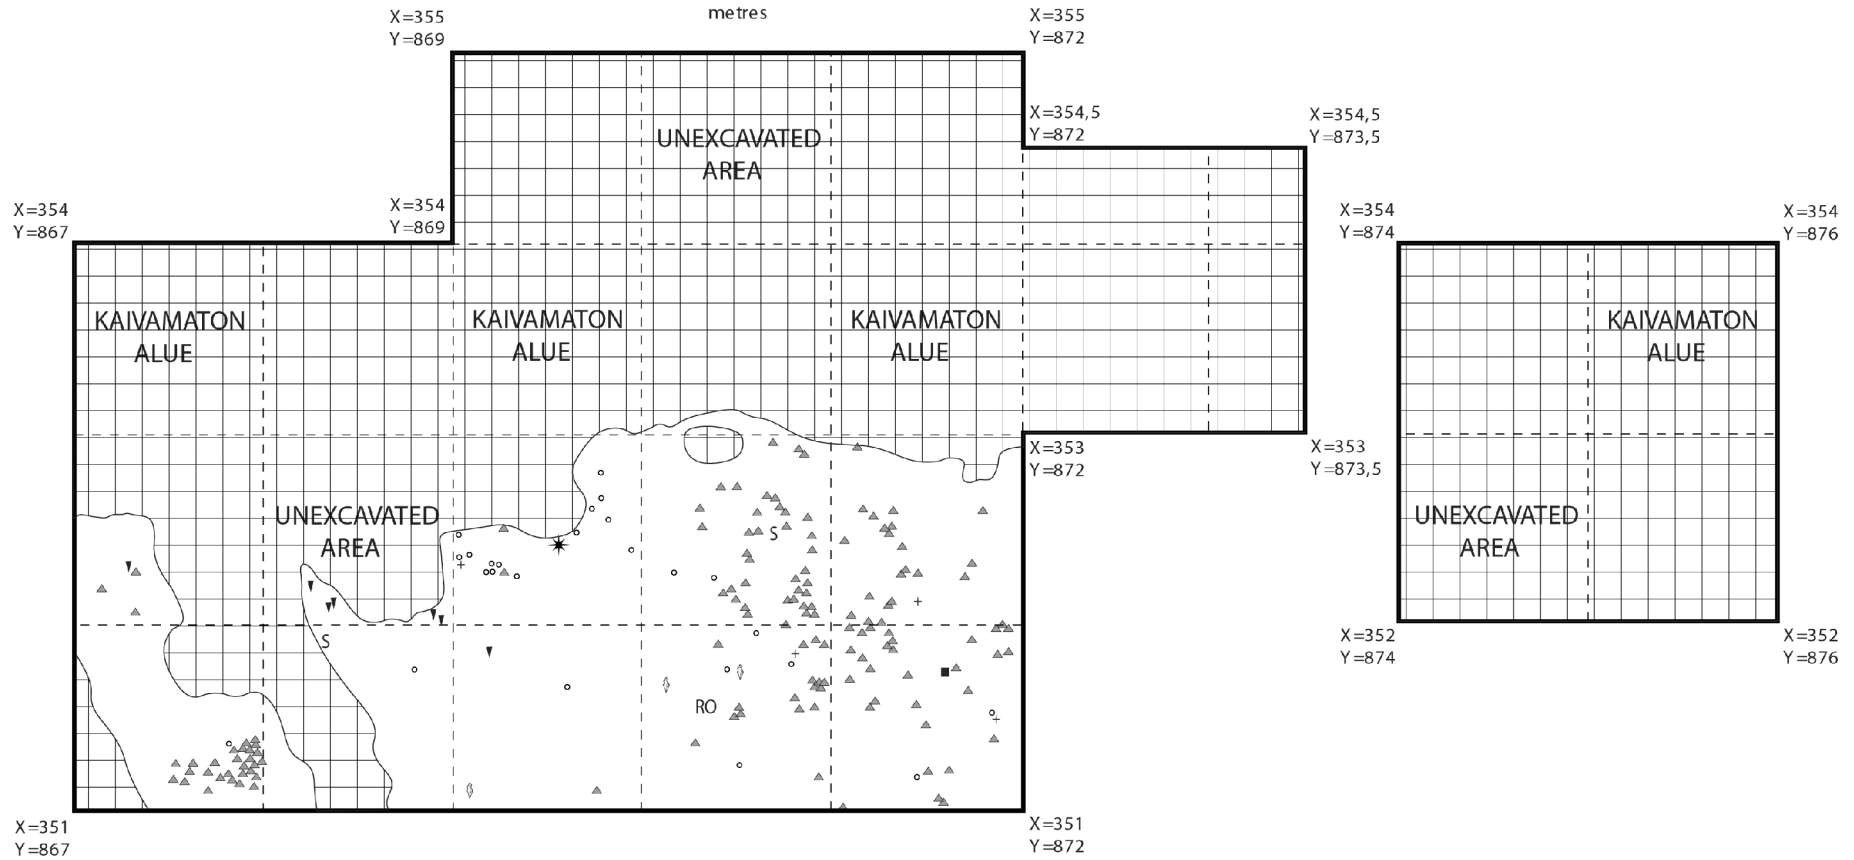 metres
X=355
Y=869
X=355
Y=872
X=354,5
Y=872
X=354,5
Y=873,5
UNEXCAVATED
AREA
X=354
Y=867
X=354
Y=869
X=354
Y=874
X=354
Y=876
KAIVAMATON
ALUE
KAIVAMATON
ALUE
KAIVAMATON
ALUE
KAIVAMATON
ALUE
X=353
Y=872
X=353
Y=873,5
UNEXCAVATED
AREA
S
UNEXCAVATED
AREA
S
X=352
Y=874
X=352
Y=876
RO
X=351
Y=867
X=351
Y=872